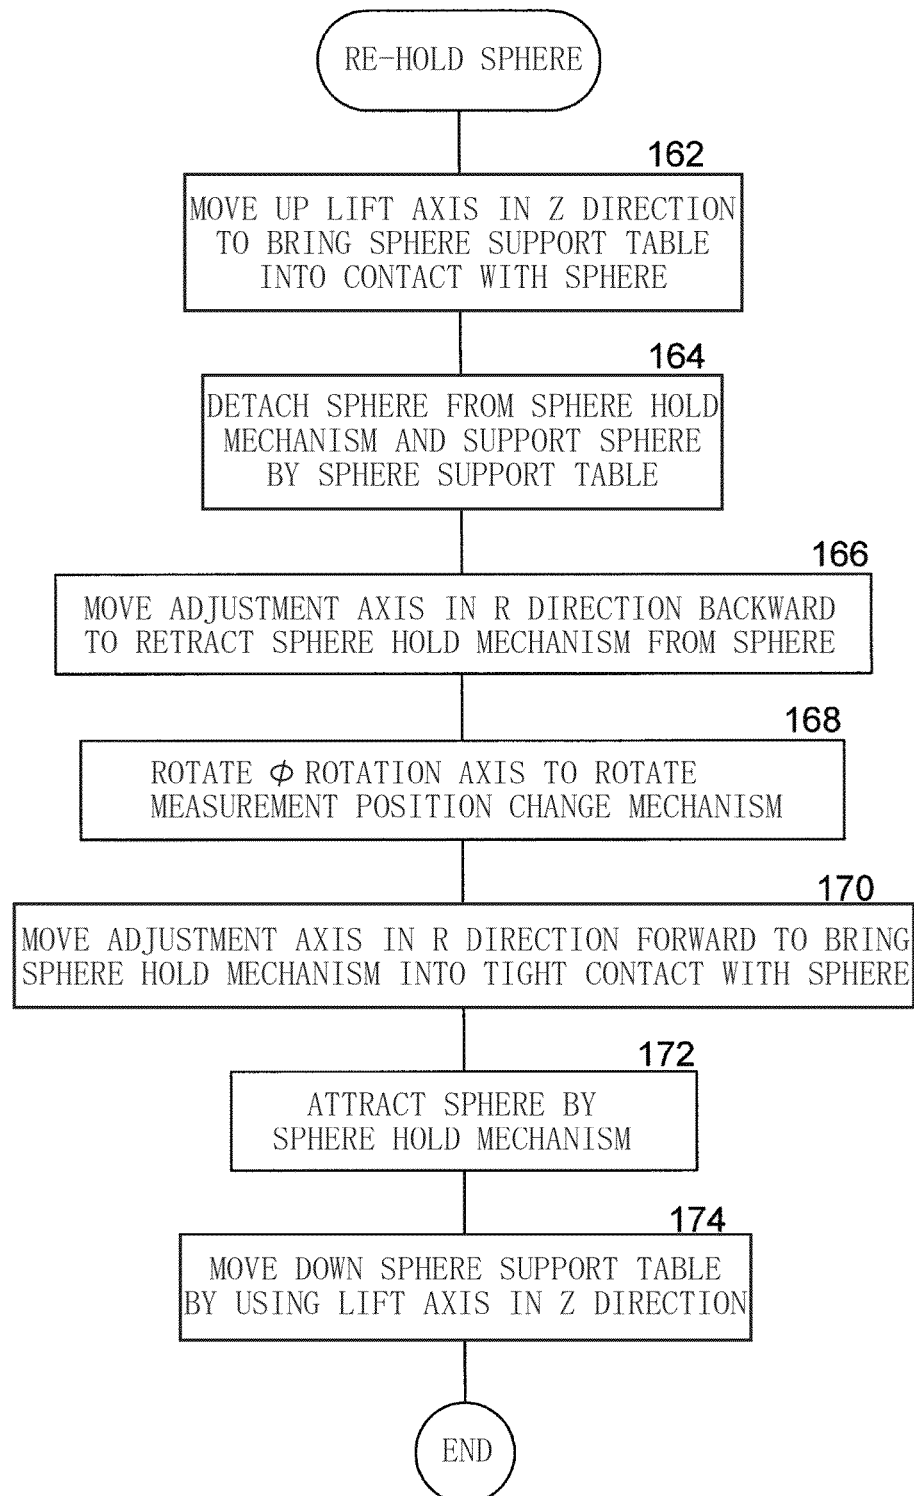 RE-HOLD SPHERE
162
MOVE UP LIFT AXIS IN Z DIRECTION
TO BRING SPHERE SUPPORT TABLE
INTO CONTACT WITH SPHERE
164
DETACH SPHERE FROM SPHERE HOLD
MECHANISM AND SUPPORT SPHERE
BY SPHERE SUPPORT TABLE
166
MOVE ADJUSTMENT AXIS IN R DIRECTION BACKWARD
TO RETRACT SPHERE HOLD MECHANISM FROM SPHERE
168
ROTATE Φ ROTATION AXIS TO ROTATE
MEASUREMENT POSITION CHANGE MECHANISM
170
MOVE ADJUSTMENT AXIS IN R DIRECTION FORWARD TO BRING
SPHERE HOLD MECHANISM INTO TIGHT CONTACT WITH SPHERE
172
ATTRACT SPHERE BY
SPHERE HOLD MECHANISM
174
MOVE DOWN SPHERE SUPPORT TABLE
BY USING LIFT AXIS IN Z DIRECTION
END